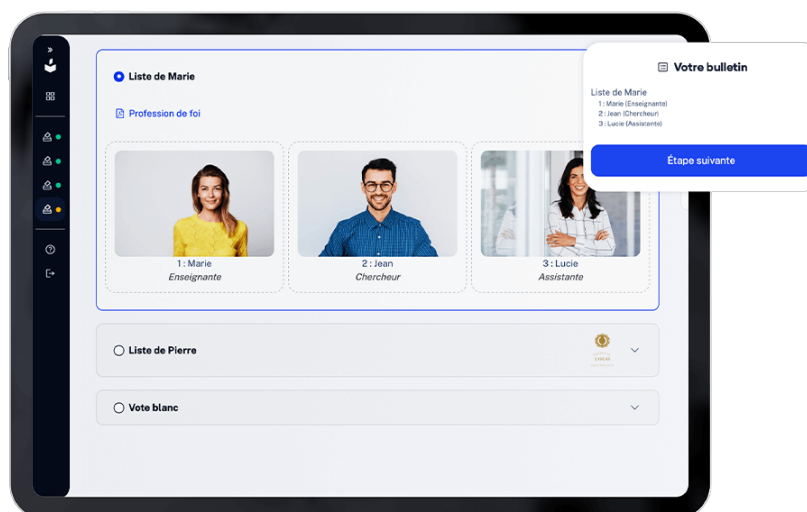 Liste de Marie
Profession de foi
1 : Marie
Enseignante
2 : Jean
Chercheur
3 : Lucie
Assistante
Liste de Pierre
Vote blanc
Votre bulletin
Liste de Marie
1 : Marie (Enseignante)
2 : Jean (Chercheur)
3 : Lucie (Assistante)
Étape suivante